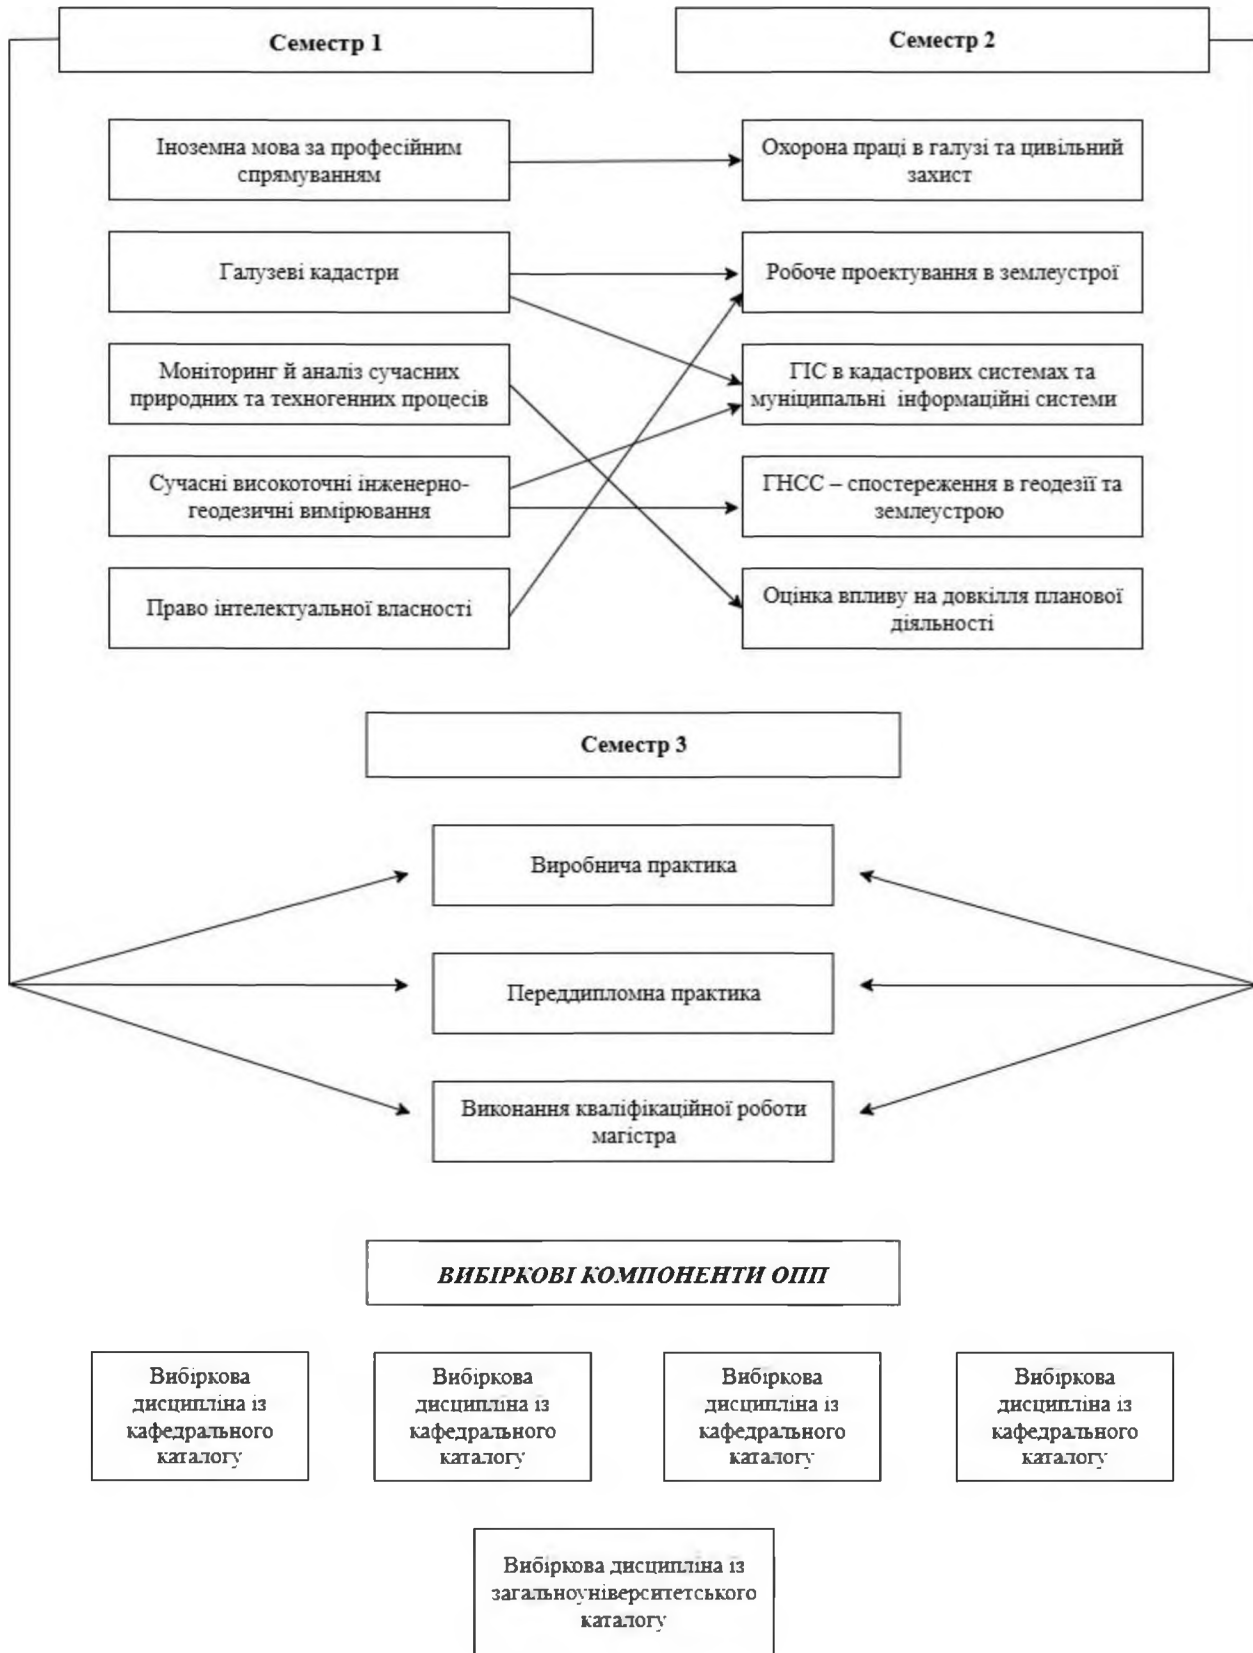 Семестр 1
Семестр 2
Іноземна мова за професійним
спрямуванням
Охорона праці в галузі та цивільний
захист
Галузеві кадастри
Робоче проектування в землеустрої
Моніторинг й аналіз сучасних
природних та техногенних процесів
ГІС в кадастрових системах та
муніципальні інформаційні системи
Сучасні високоточні інженерно-
геодезичні вимірювання
ГНСС – спостереження в геодезії та
землеустрою
Право інтелектуальної власності
Оцінка впливу на довкілля планової
діяльності
Семестр 3
Виробнича практика
Переддипломна практика
Виконання кваліфікаційної роботи
магістра
ВИБІРКОВІ КОМПОНЕНТИ ОПП
Вибіркова
дисципліна із
кафедрального
каталогу
Вибіркова
дисципліна із
кафедрального
каталогу
Вибіркова
дисципліна із
кафедрального
каталогу
Вибіркова
дисципліна із
кафедрального
каталогу
Вибіркова дисципліна із
загальноуніверситетського
каталогу